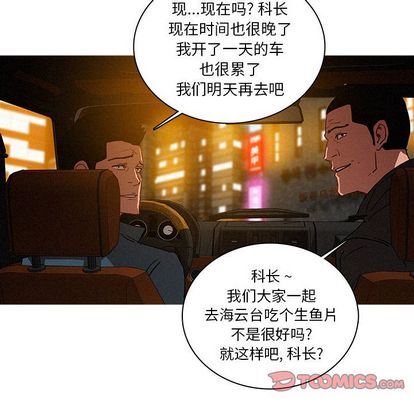 现...现在吗? 科长
现在时间也很晚了
我开了一天的车
也很累了
我们明天再去吧
科长 ~
我们大家一起
去海云台吃个生鱼片
不是很好吗?
就这样吧, 科长?
TOOMICS.COM